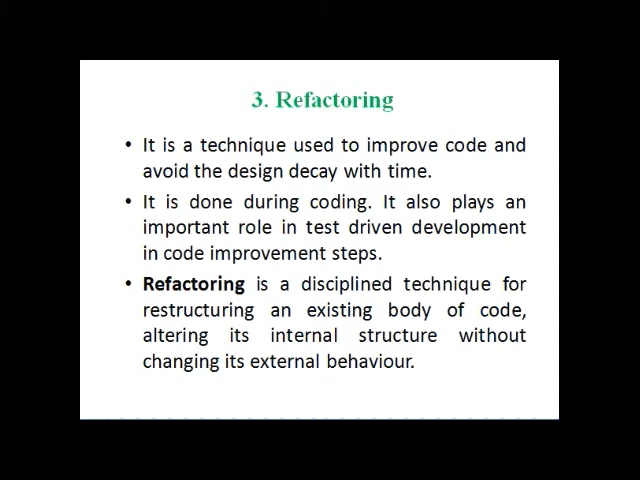 3. Refactoring
• It is a technique used to improve code and
avoid the design decay with time.
• It is done during coding. It also plays an
important role in test driven development
in code improvement steps.
• Refactoring is a disciplined technique for
restructuring an existing body of code,
altering its internal structure without
changing its external behaviour.